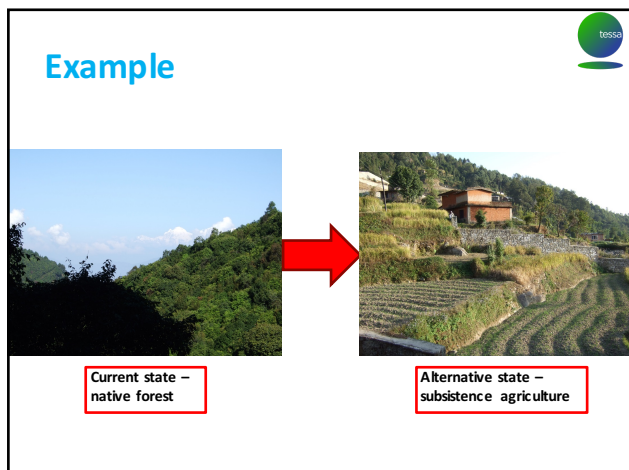 tessa
Example
Current state –
native forest
Alternative state –
subsistence agriculture